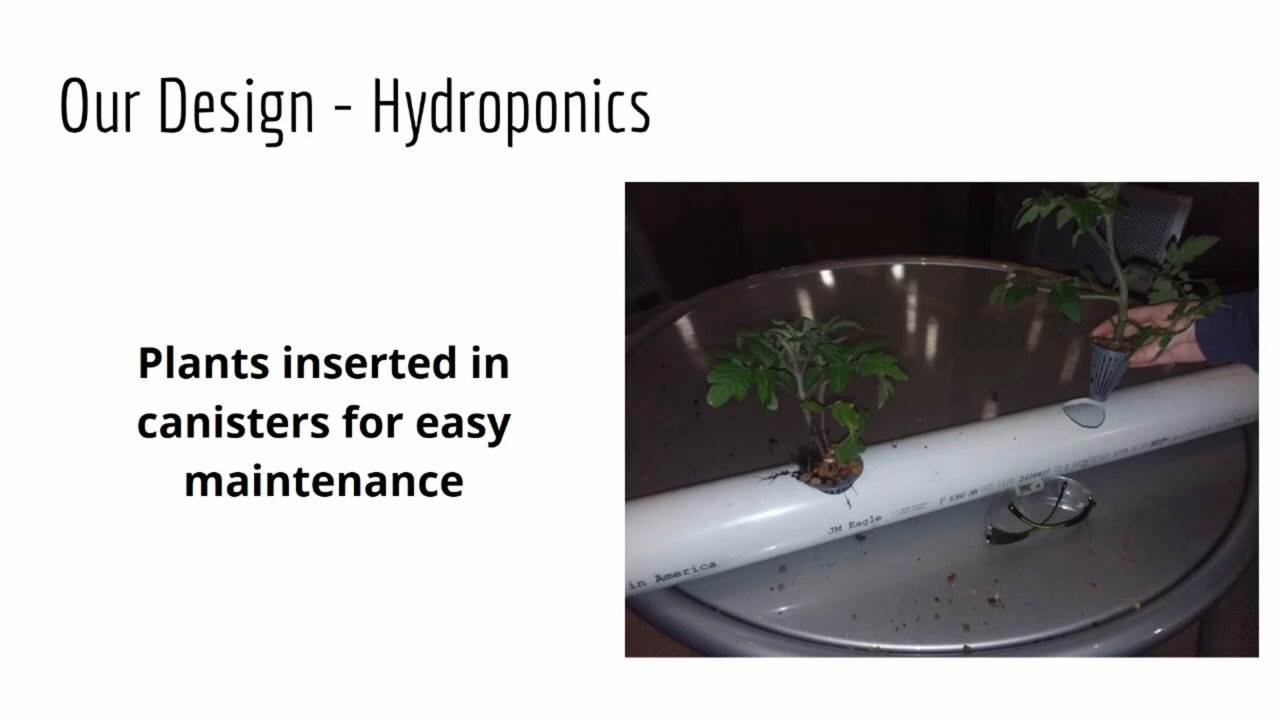 Our Design - Hydroponics
Plants inserted in
canisters for easy
maintenance
in America
JM Eagle